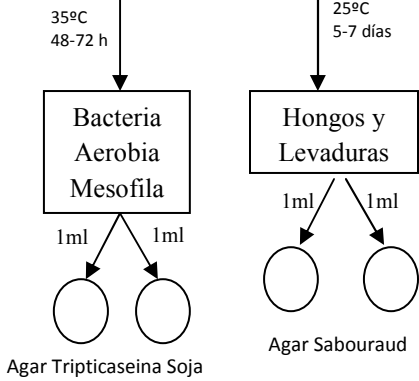 35ºC
48-72 h
Bacteria
Aerobia
Mesofila
1ml
1ml
Agar Tripticaseina Soja
25ºC
5-7 días
Hongos y
Levaduras
1ml
1ml
Agar Sabouraud